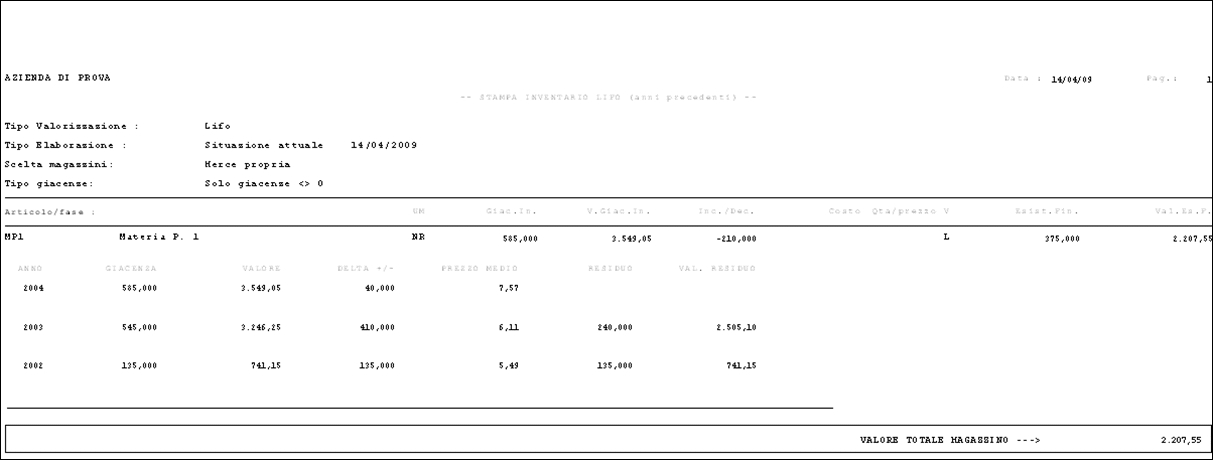 AZIENDA DI PROVA Data : 14/04/09 Pag.: 1
-- STAMPA INVENTARIO LIFO (anni precedenti) --
Tipo Valorizzazione : Lifo
Tipo Elaborazione : Situazione attuale 14/04/2009
Scelta magazzini: Merce propria
Tipo giacenze: Solo giacenze <> 0
Articolo/fase : UM Giac.In. V.Giac.In. Inc./Dec. Costo Qta/prezzo V Esist.Fin. Val.Es.F.
MP1 Materia P. 1 NR 585,000 3.549,05 -210,000 L 375,000 2.207,55
ANNO GIACENZA VALORE DELTA +/- PREZZO MEDIO RESIDUO VAL. RESIDUO
2004 585,000 3.549,05 40,000 7,57
2003 545,000 3.246,25 410,000 6,11 240,000 2.505,10
2002 135,000 741,15 135,000 5,49 135,000 741,15
VALORE TOTALE MAGAZZINO ---> 2.207,55